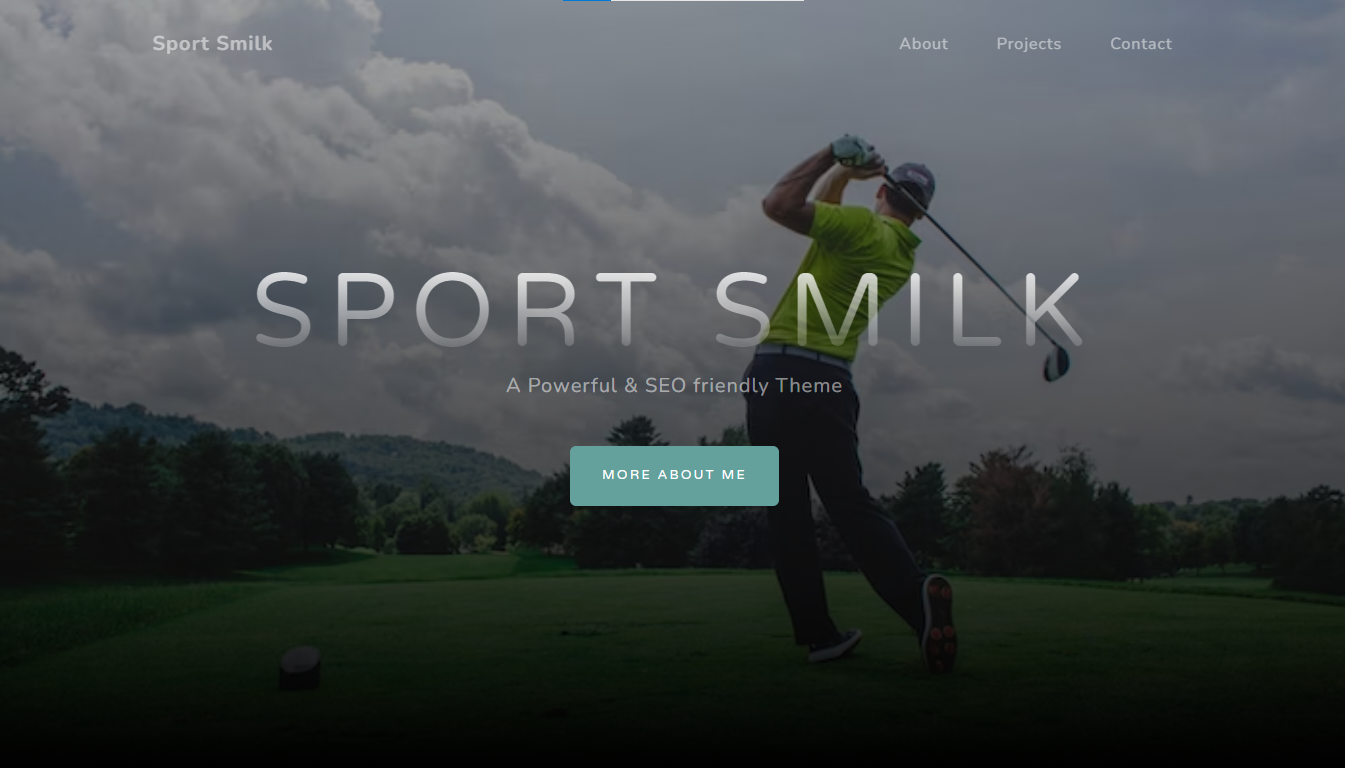 Sport Smilk
About Projects Contact
SPORT SMILK
A Powerful & SEO friendly Theme
MORE ABOUT ME